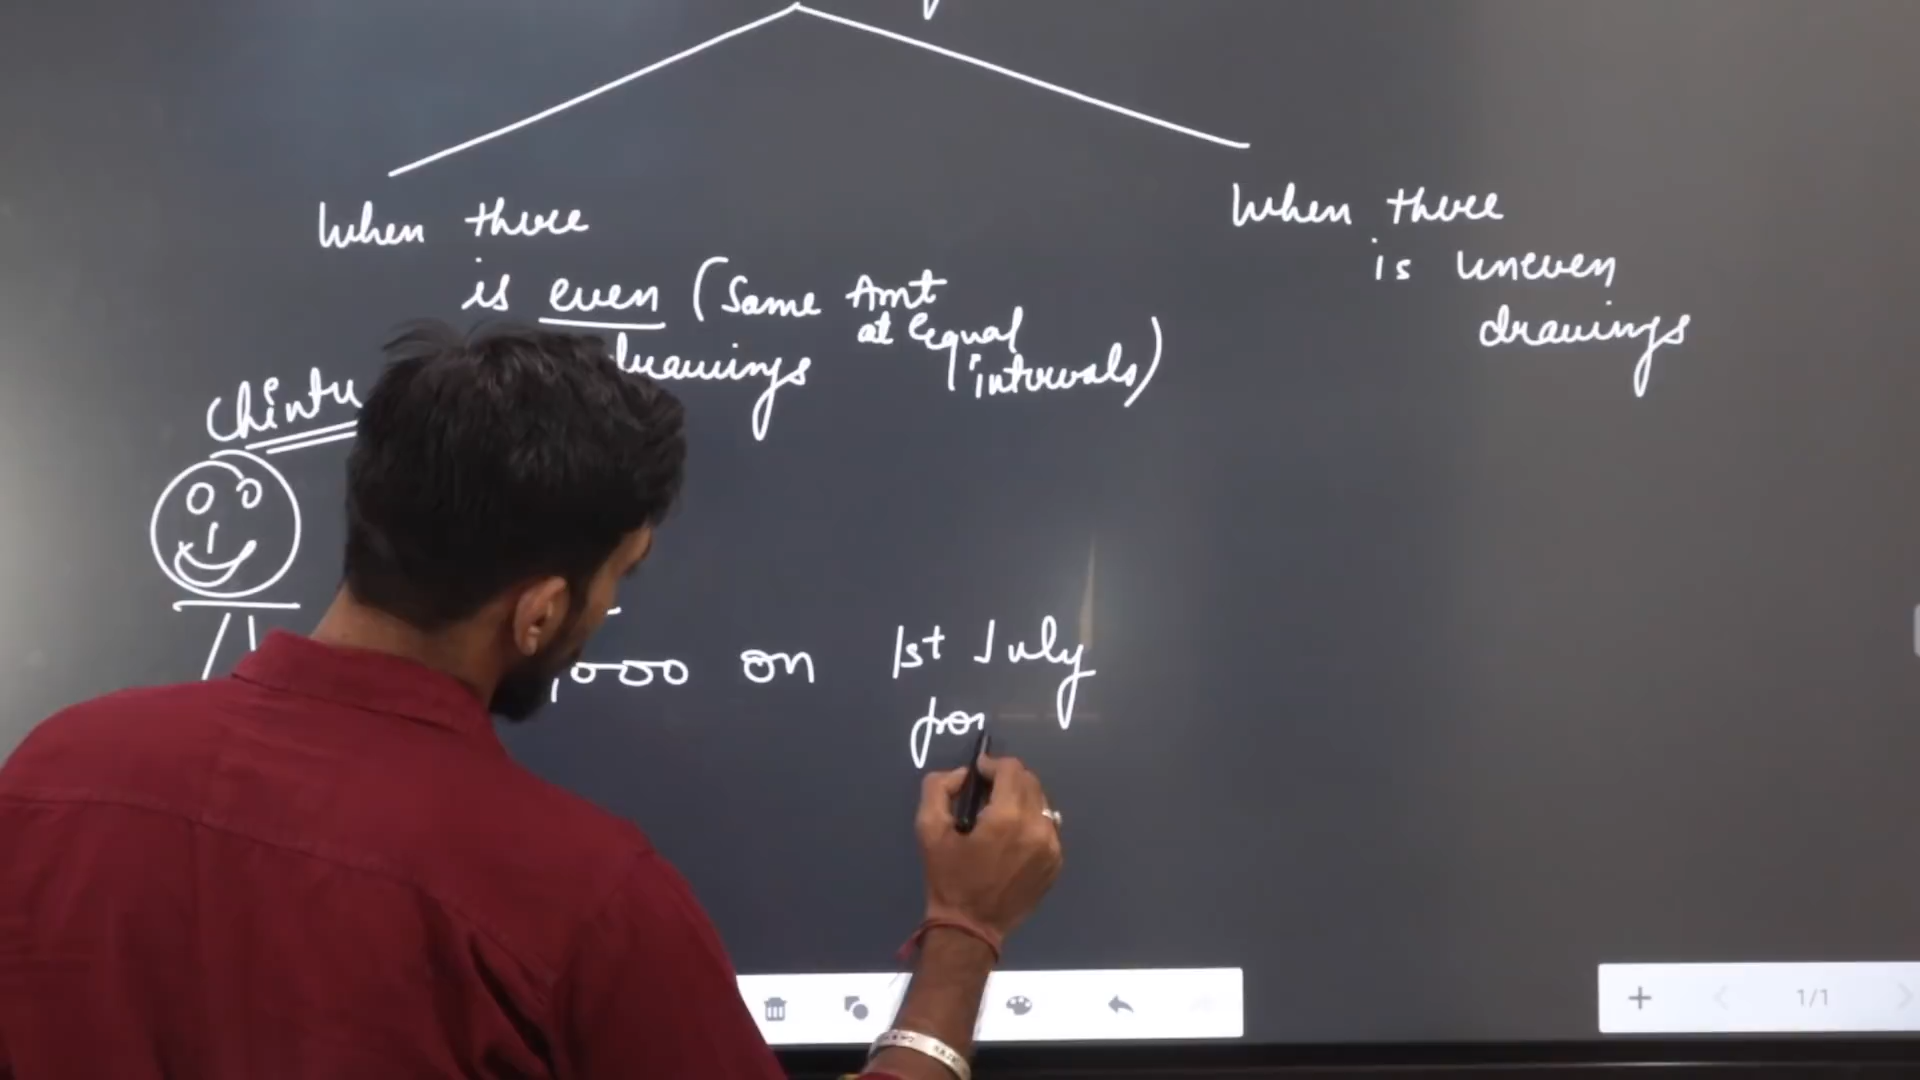 When there
is even (Same Amt
at equal
intervals)
drawings
When there
is uneven
drawings
Chintu
,000 on 1st July
for
1/1